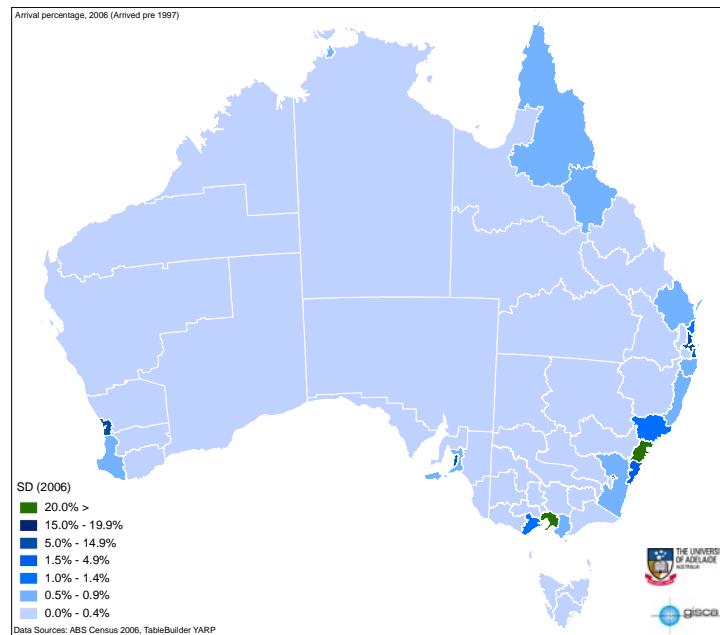 Arrival percentage, 2006 (Arrived pre 1997)
SD (2006)
20.0% >
15.0% - 19.9%
5.0% - 14.9%
1.5% - 4.9%
1.0% - 1.4%
0.5% - 0.9%
0.0% - 0.4%
THE UNIVERS
OF ADELAIDE
AUSTRALIA
gisca
Data Sources: ABS Census 2006, TableBuilder YARP